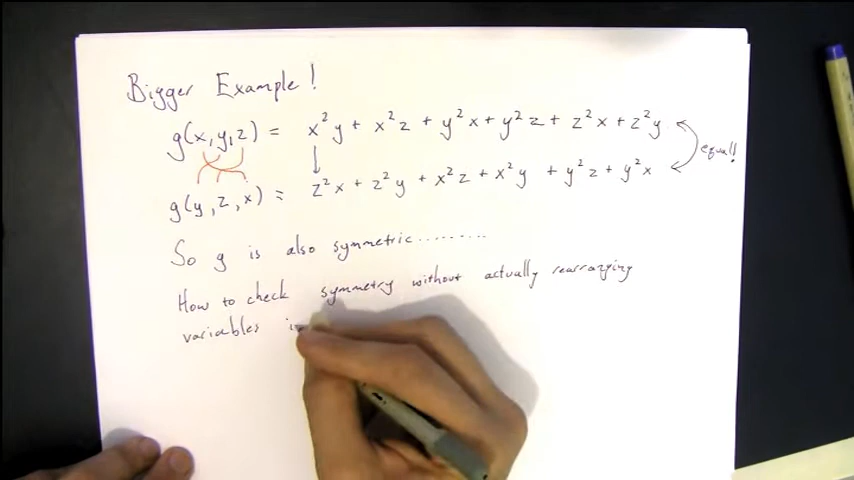 Bigger Example!
g(x,y,z) = x²y + x²z + y²x + y²z + z²x + z²y
equal!
g(y,z,x) = z²x + z²y + x²z + x²y + y²z + y²x
So g is also symmetric.........
How to check symmetry without actually rearranging
variables i